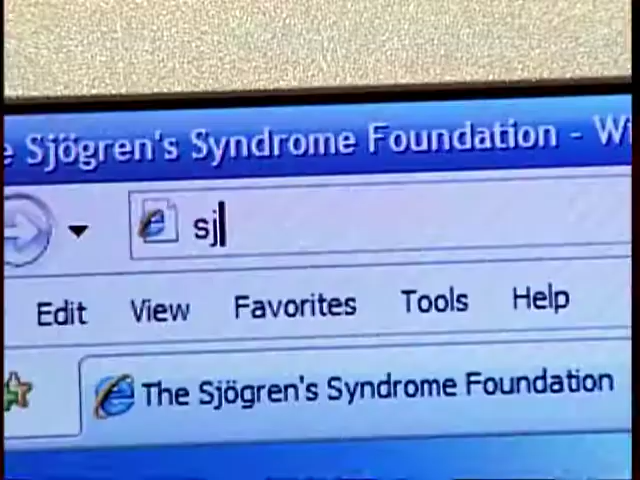 e Sjögren's Syndrome Foundation - Wi
sj
Edit View Favorites Tools Help
The Sjögren's Syndrome Foundation